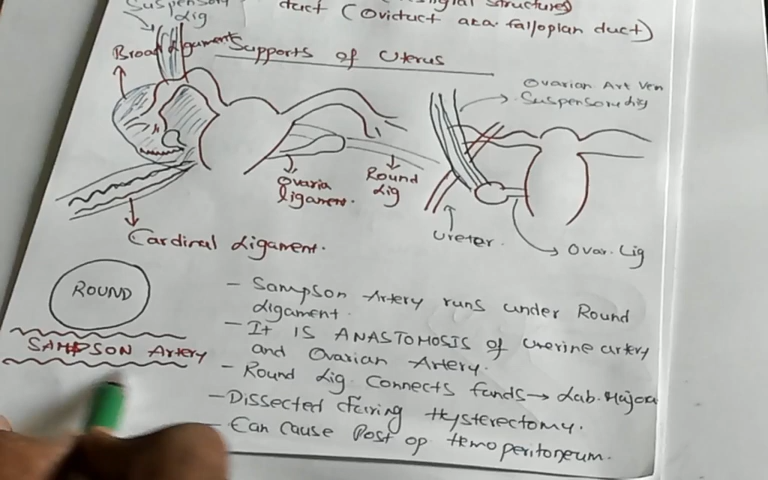 Suspensory
Lig
duct (Oviduct aka. fallopian duct)
Broad Ligament
Supports of Uterus
Ovarian Art Ven
Suspensory Lig
Ovaria
ligament.
Round
Lig
Ureter.
Ovar. Lig
Cardinal Ligament.
ROUND
SAMPSON Artery
- Sampson Artery runs under Round
Ligament.
- It IS ANASTOMOSIS of Uterine artery
and Ovarian Artery.
- Round Lig Connects funds → Lab. Majora
- Dissected during Hysterectomy.
- Can Cause Post op Hemoperitoneum.